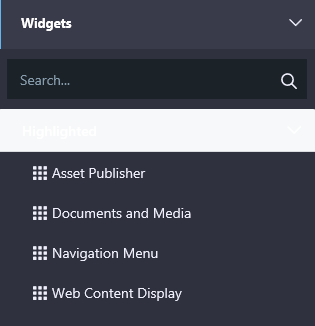 Widgets
Search...
Highlighted
Asset Publisher
Documents and Media
Navigation Menu
Web Content Display